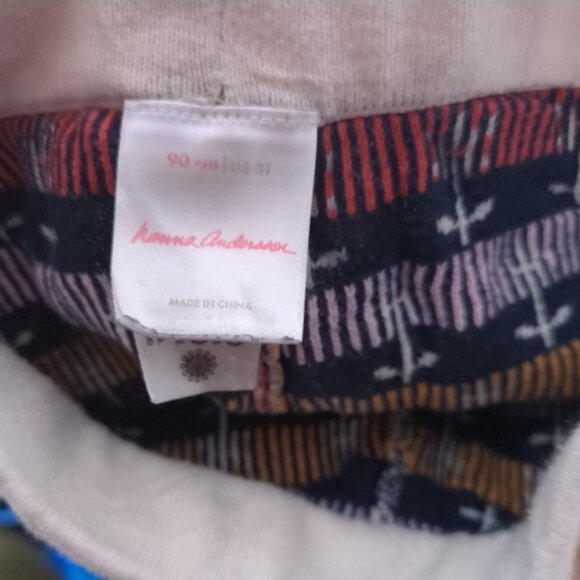 90 cm | US 3T
hanna andersson
MADE IN CHINA